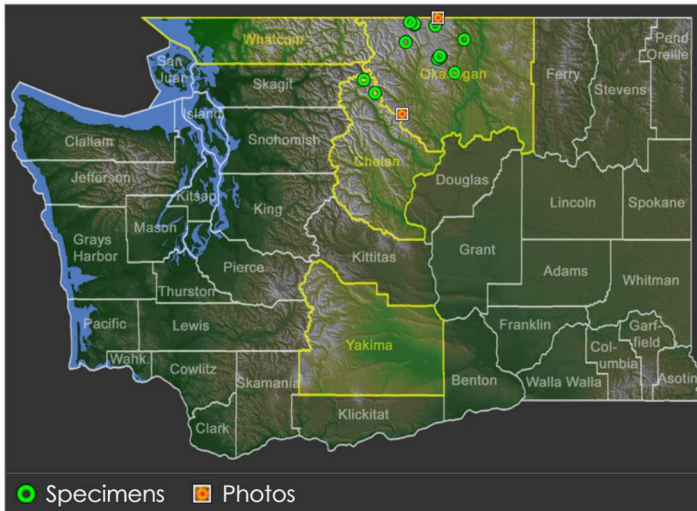 Whatcom
San
Juan
Skagit
Okanogan
Ferry
Stevens
Pend
Oreille
Island
Clallam
Snohomish
Chelan
Jefferson
Kitsap
Douglas
Lincoln
Spokane
King
Mason
Grays
Harbor
Kittitas
Grant
Adams
Whitman
Pierce
Thurston
Pacific
Lewis
Yakima
Franklin
Garf-
field
Col-
umbia
Wahk.
Cowlitz
Skamania
Benton
Walla Walla
Asotin
Klickitat
Clark
Specimens Photos